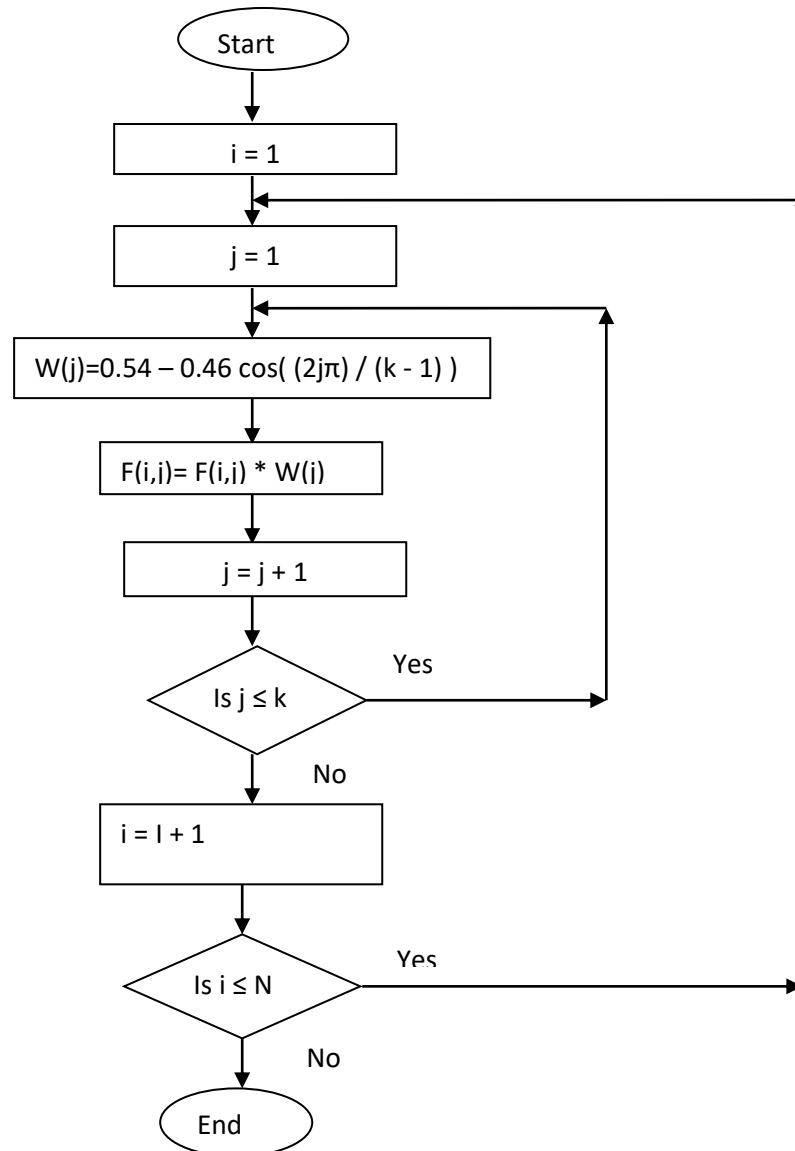 Start
i = 1
j = 1
W(j)=0.54 – 0.46 cos( (2jπ) / (k - 1) )
F(i,j)= F(i,j) * W(j)
j = j + 1
Is j ≤ k
Yes
No
i = I + 1
Is i ≤ N
Yes
No
End